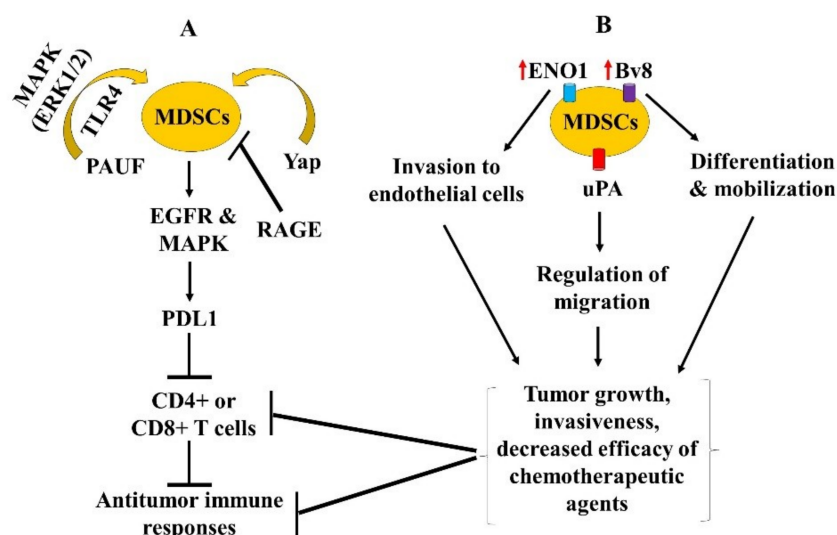 A
MAPK
(ERK1/2)
TLR4
PAUF
MDSCs
Yap
EGFR &
MAPK
RAGE
PDL1
CD4+ or
CD8+ T cells
Antitumor immune
responses
B
↑ENO1 ↑Bv8
MDSCs
uPA
Invasion to
endothelial cells
Differentiation
& mobilization
Regulation of
migration
Tumor growth,
invasiveness,
decreased efficacy of
chemotherapeutic
agents